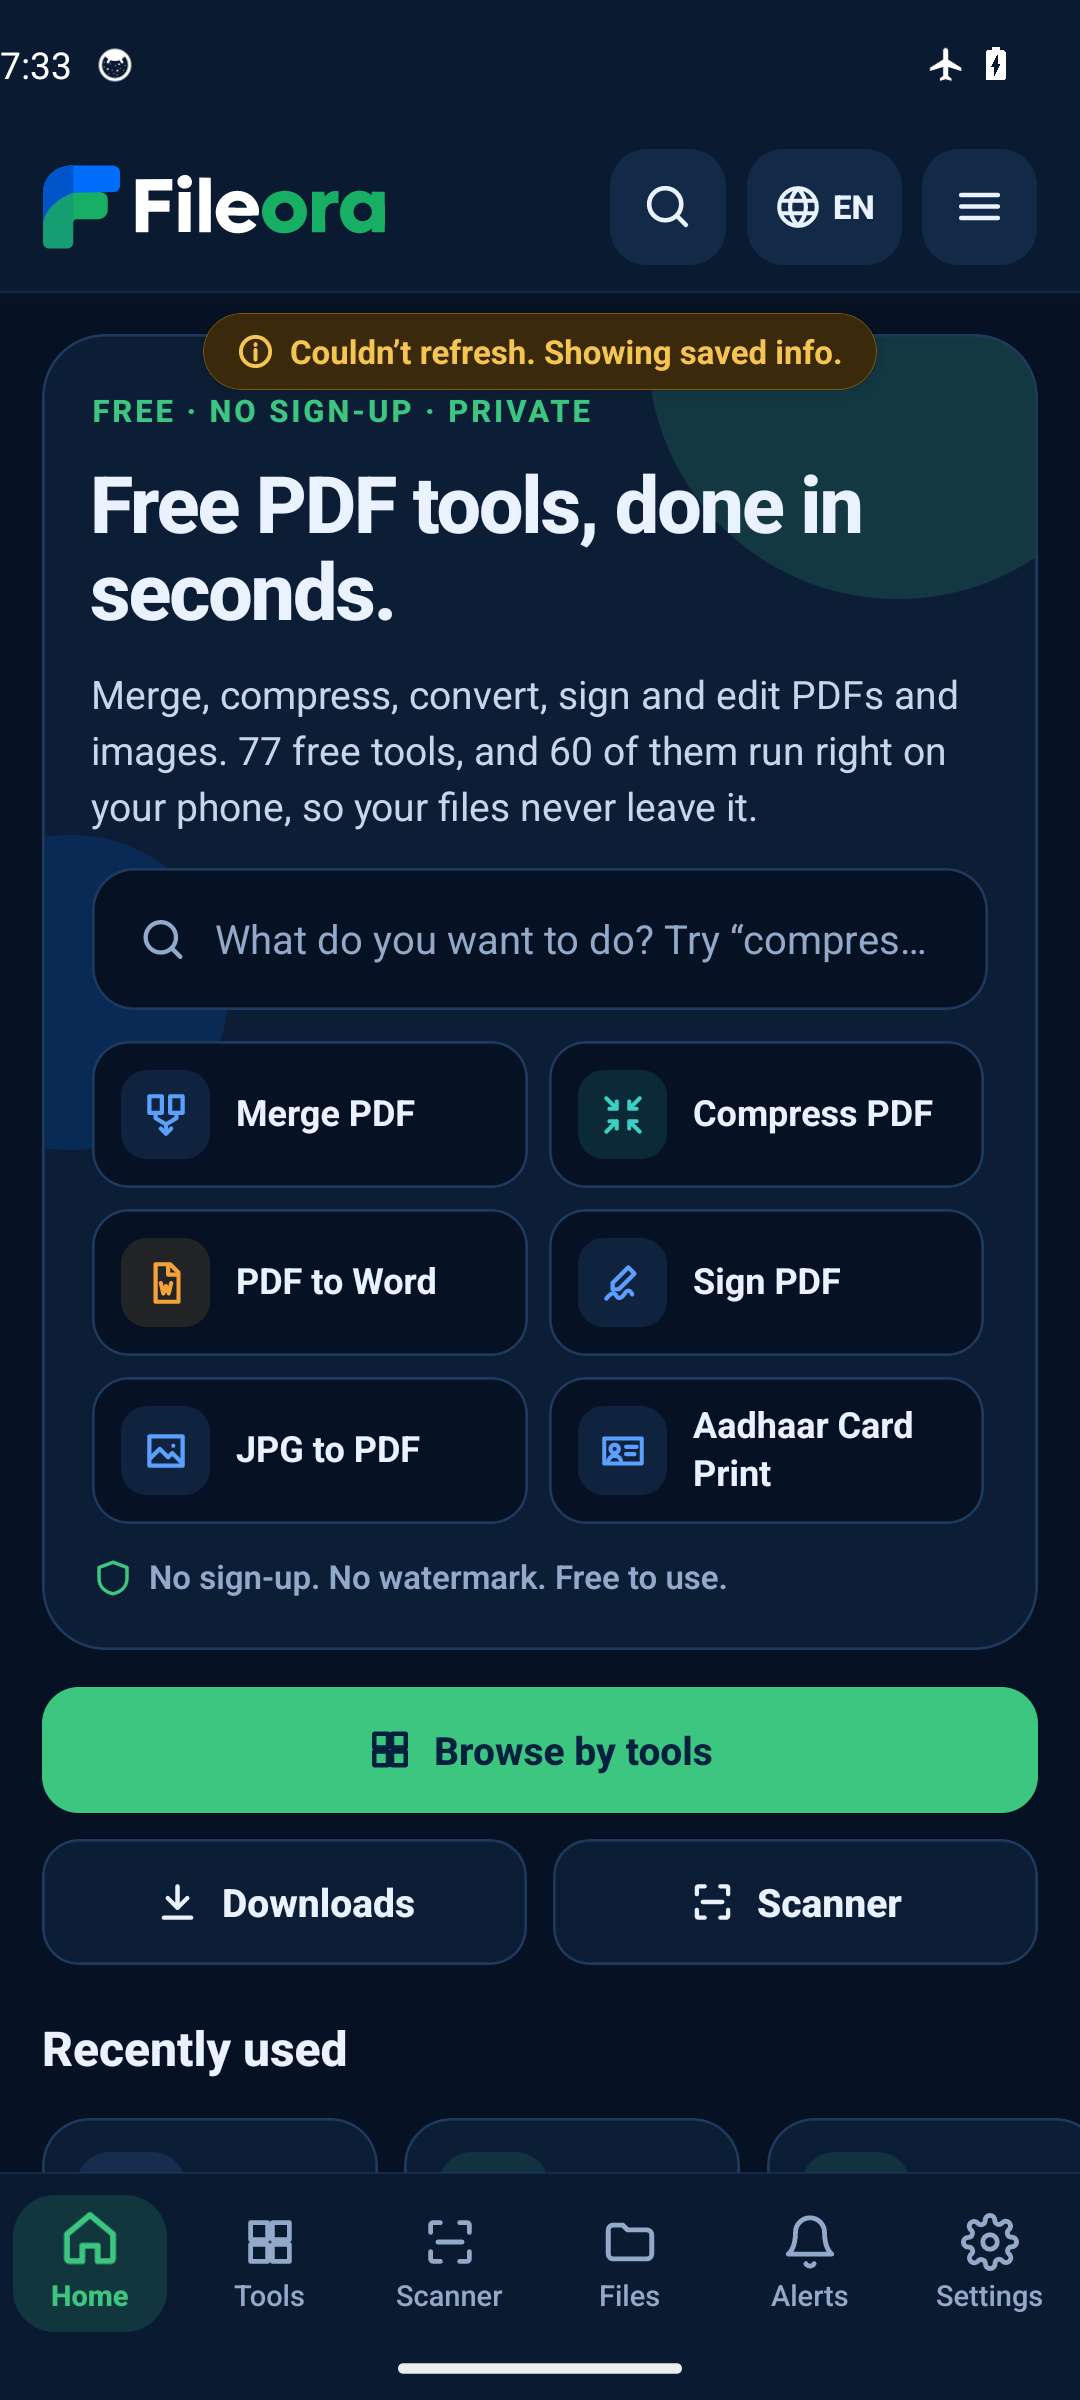 7:33
Fileora
EN
Couldn’t refresh. Showing saved info.
FREE · NO SIGN-UP · PRIVATE
Free PDF tools, done in
seconds.
Merge, compress, convert, sign and edit PDFs and
images. 77 free tools, and 60 of them run right on
your phone, so your files never leave it.
What do you want to do? Try “compres…
Merge PDF
Compress PDF
PDF to Word
Sign PDF
JPG to PDF
Aadhaar Card
Print
No sign-up. No watermark. Free to use.
Browse by tools
Downloads
Scanner
Recently used
Home
Tools
Scanner
Files
Alerts
Settings